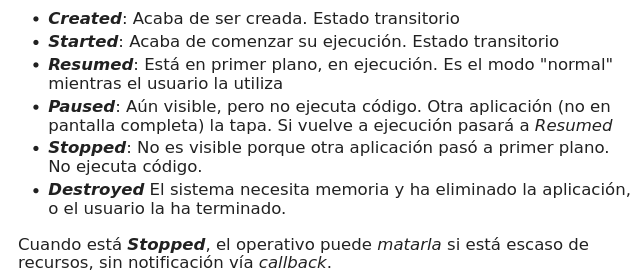 • Created: Acaba de ser creada. Estado transitorio
• Started: Acaba de comenzar su ejecución. Estado transitorio
• Resumed: Está en primer plano, en ejecución. Es el modo "normal"
mientras el usuario la utiliza
• Paused: Aún visible, pero no ejecuta código. Otra aplicación (no en
pantalla completa) la tapa. Si vuelve a ejecución pasará a Resumed
• Stopped: No es visible porque otra aplicación pasó a primer plano.
No ejecuta código.
• Destroyed El sistema necesita memoria y ha eliminado la aplicación,
o el usuario la ha terminado.
Cuando está Stopped, el operativo puede matarla si está escaso de
recursos, sin notificación vía callback.